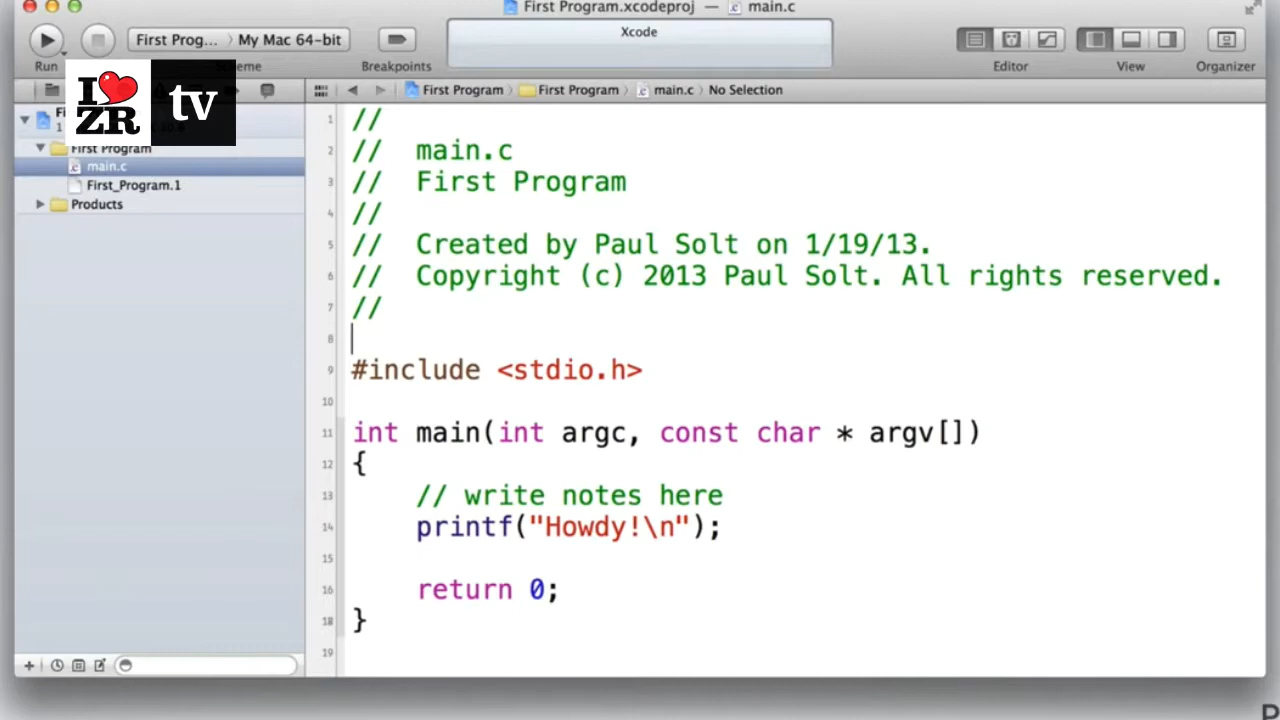 First Program.xcodeproj — main.c
Run
First Prog... › My Mac 64-bit
Breakpoints
Xcode
Editor
View
Organizer
I ZR tv
First Program › First Program › main.c › No Selection
First Program
main.c
First_Program.1
Products
1 //
2 // main.c
3 // First Program
4 //
5 // Created by Paul Solt on 1/19/13.
6 // Copyright (c) 2013 Paul Solt. All rights reserved.
7 //
8
9 #include <stdio.h>
10
11 int main(int argc, const char * argv[])
12 {
13 // write notes here
14 printf("Howdy!\n");
15
16 return 0;
18 }
19